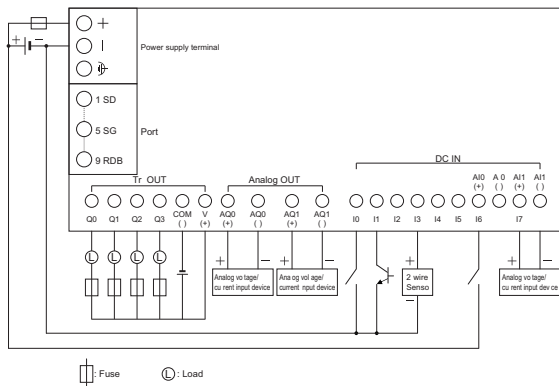 +
+ −
Power supply terminal
1 SD
5 SG
Port
9 RDB
Tr OUT
Analog OUT
DC IN
AI0 A 0 AI1 AI1
(+) ( ) (+) ( )
Q0 Q1 Q2 Q3 COM V AQ0 AQ0 AQ1 AQ1 I0 I1 I2 I3 I4 I5 I6 I7
( ) (+) (+) ( ) (+) ( )
L L L L
+ − + − + + −
Analog vo tage/
cu rent input device
Ana og vol age/
current nput device
2 wire
Senso
−
Analog vo tage/
cu rent input dev ce
: Fuse
L : Load